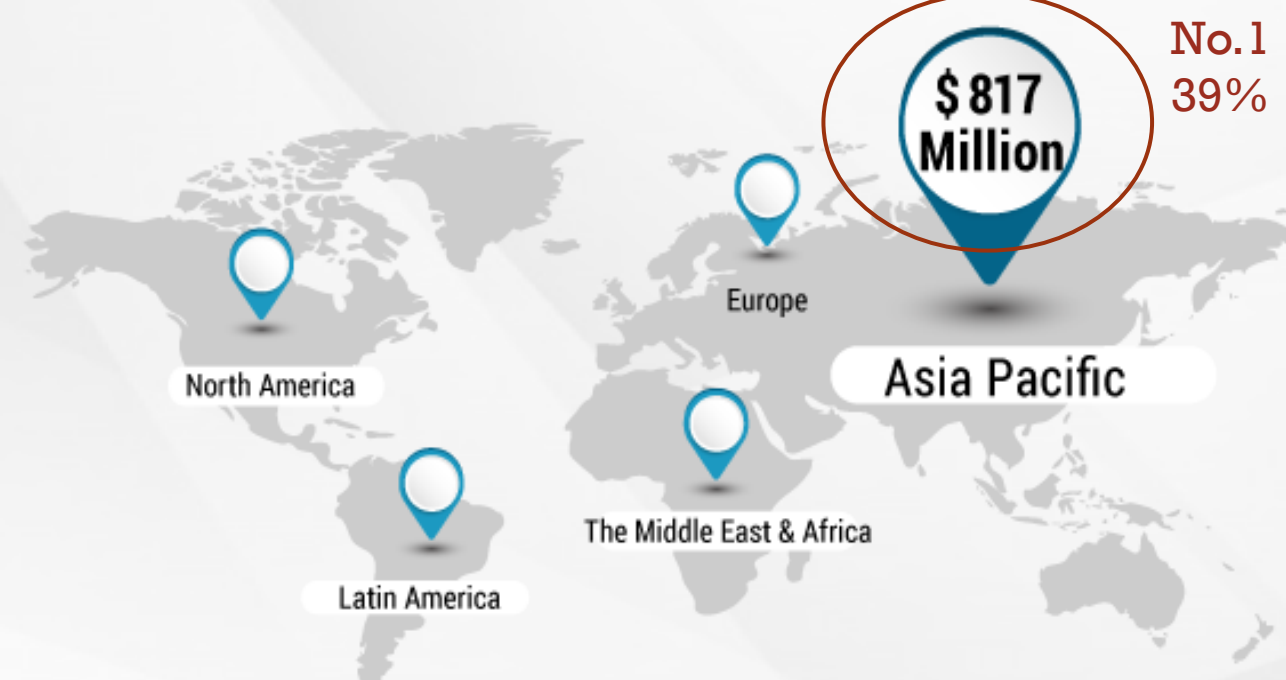 $ 817
Million
No.1
39%
Europe
Asia Pacific
North America
The Middle East & Africa
Latin America